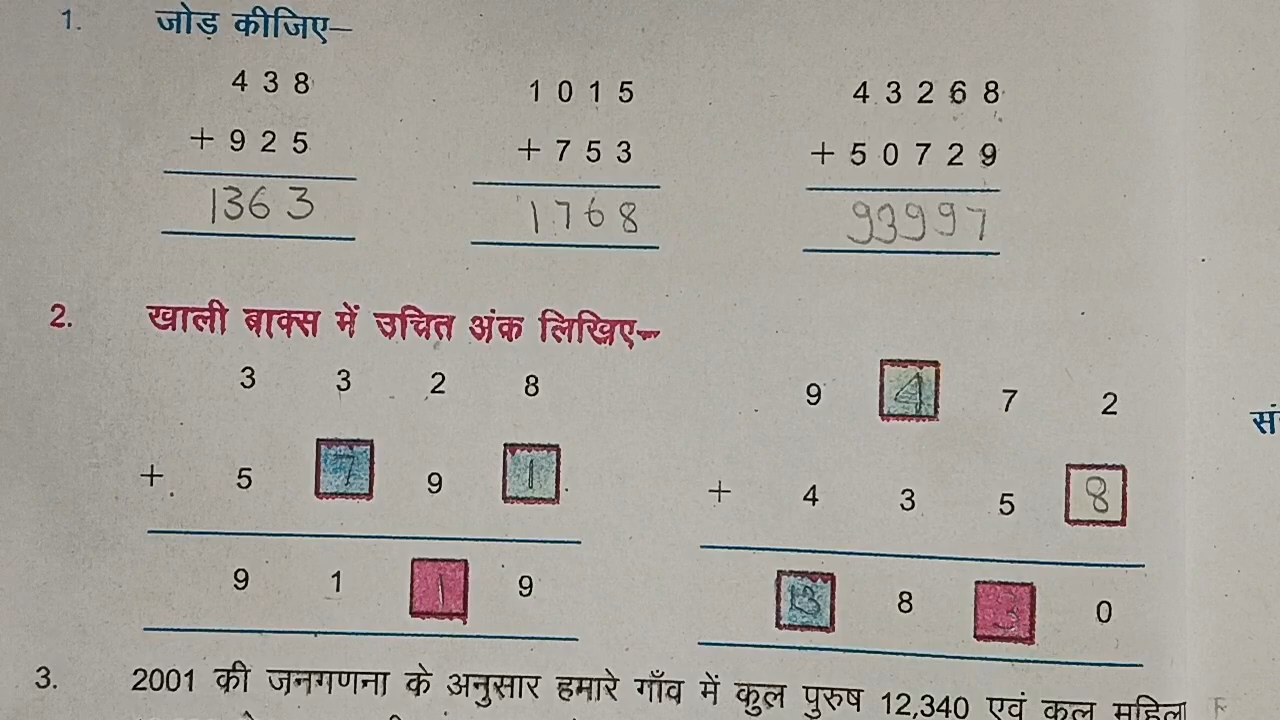 1. जोड़ कीजिए–
4 3 8 1 0 1 5 4 3 2 6 8
+ 9 2 5 + 7 5 3 + 5 0 7 2 9
1363 1768 93997
2. खाली बाक्स में उचित अंक लिखिए–
3 3 2 8 9 4 7 2
+ 5 7 9 1 + 4 3 5 8
9 1 1 9 13 8 3 0
3. 2001 की जनगणना के अनुसार हमारे गाँव में कुल पुरुष 12,340 एवं कुल महिला